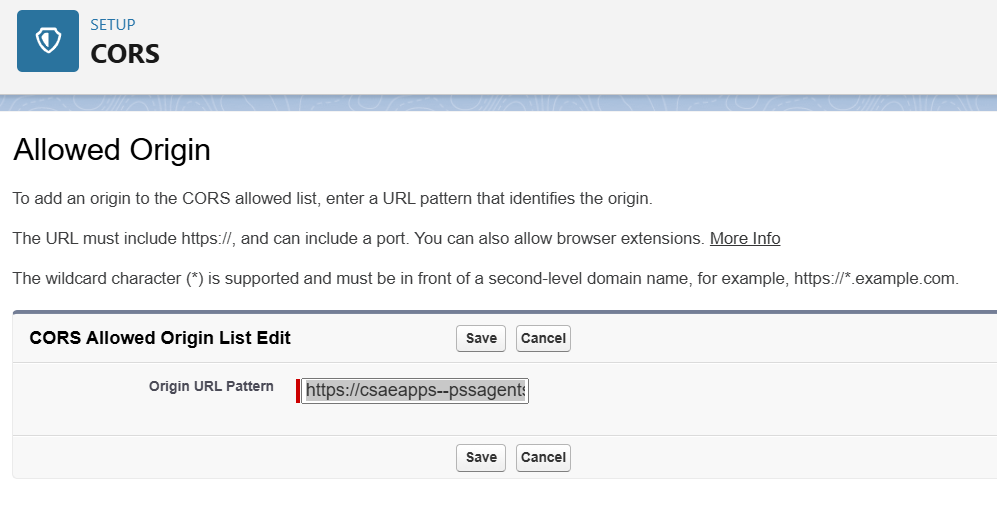 SETUP
CORS
Allowed Origin
To add an origin to the CORS allowed list, enter a URL pattern that identifies the origin.
The URL must include https://, and can include a port. You can also allow browser extensions. More Info
The wildcard character (*) is supported and must be in front of a second-level domain name, for example, https://*.example.com.
CORS Allowed Origin List Edit Save Cancel
Origin URL Pattern https://csaeapps--pssagents
Save Cancel